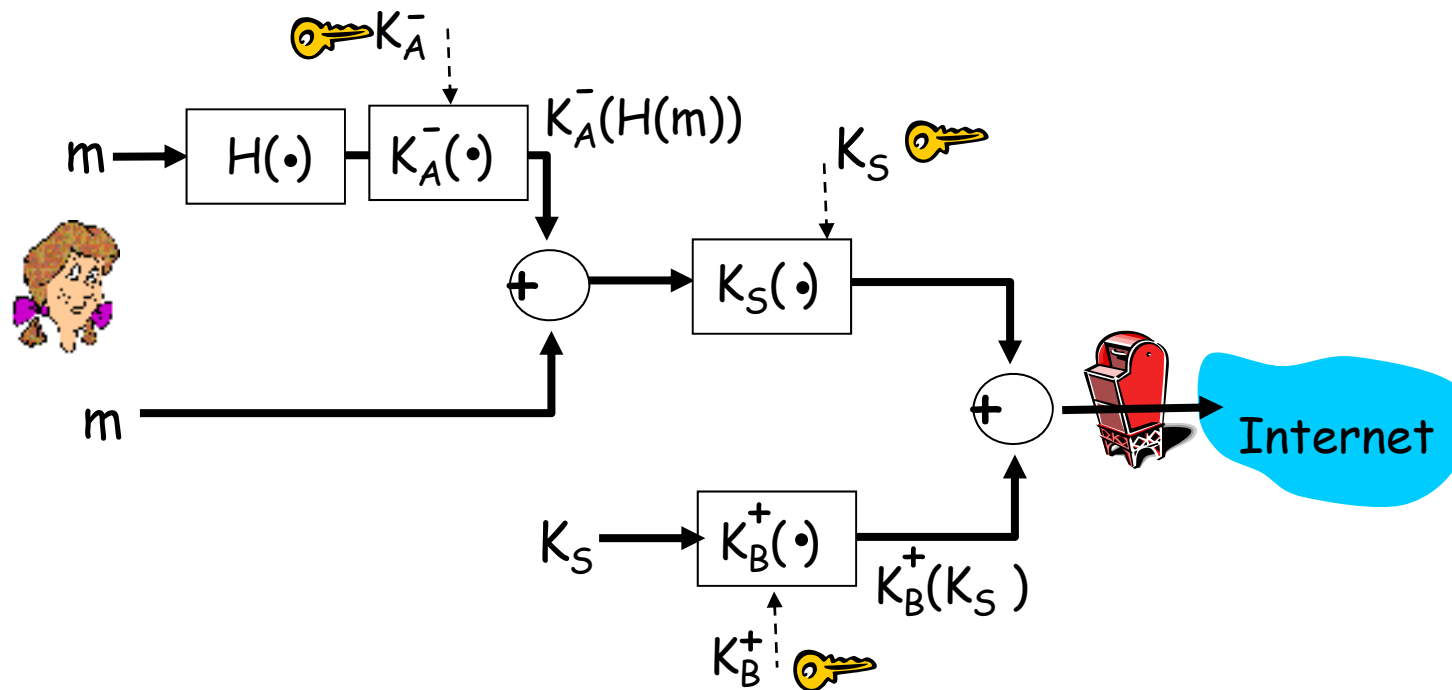 K_A^-
m
H(•)
K_A^-(•)
K_A^-(H(m))
K_S
+
K_S(•)
m
+
Internet
K_S
K_B^+(•)
K_B^+(K_S )
K_B^+